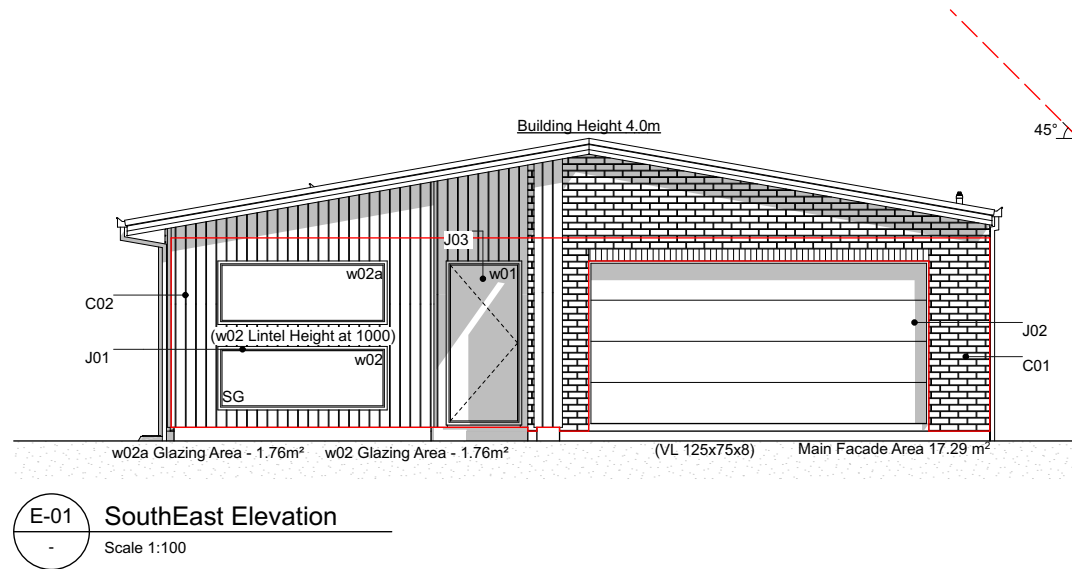 Building Height 4.0m
45°
J03
w02a
w01
C02
(w02 Lintel Height at 1000)
J02
J01
w02
C01
SG
w02a Glazing Area - 1.76m²
w02 Glazing Area - 1.76m²
(VL 125x75x8)
Main Facade Area 17.29 m²
E-01
SouthEast Elevation
-
Scale 1:100